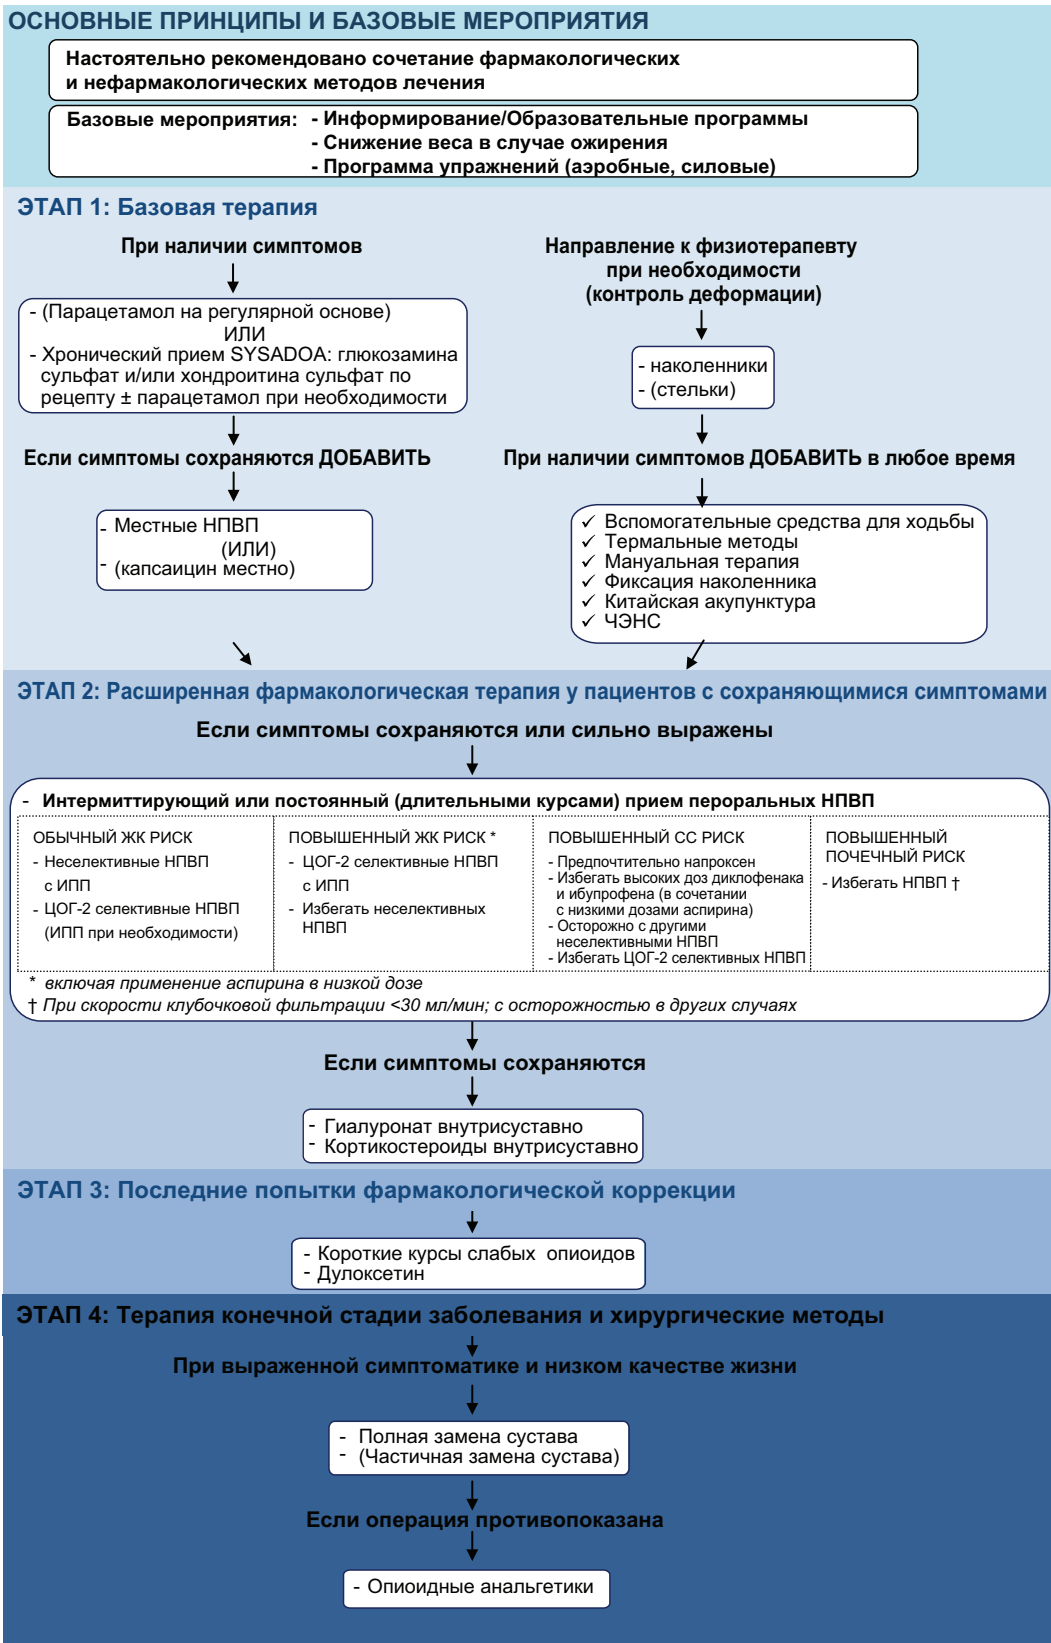 ОСНОВНЫЕ ПРИНЦИПЫ И БАЗОВЫЕ МЕРОПРИЯТИЯ
Настоятельно рекомендовано сочетание фармакологических
и нефармакологических методов лечения
Базовые мероприятия: - Информирование/Образовательные программы
- Снижение веса в случае ожирения
- Программа упражнений (аэробные, силовые)
ЭТАП 1: Базовая терапия
При наличии симптомов
- (Парацетамол на регулярной основе)
ИЛИ
- Хронический прием SYSADOA: глюкозамина
сульфат и/или хондроитина сульфат по
рецепту ± парацетамол при необходимости
Если симптомы сохраняются ДОБАВИТЬ
- Местные НПВП
(ИЛИ)
- (капсаицин местно)
Направление к физиотерапевту
при необходимости
(контроль деформации)
- наколенники
- (стельки)
При наличии симптомов ДОБАВИТЬ в любое время
✓ Вспомогательные средства для ходьбы
✓ Термальные методы
✓ Мануальная терапия
✓ Фиксация наколенника
✓ Китайская акупунктура
✓ ЧЭНС
ЭТАП 2: Расширенная фармакологическая терапия у пациентов с сохраняющимися симптомами
Если симптомы сохраняются или сильно выражены
- Интермиттирующий или постоянный (длительными курсами) прием пероральных НПВП
ОБЫЧНЫЙ ЖК РИСК
- Неселективные НПВП
с ИПП
- ЦОГ-2 селективные НПВП
(ИПП при необходимости)
ПОВЫШЕННЫЙ ЖК РИСК *
- ЦОГ-2 селективные НПВП
с ИПП
- Избегать неселективных
НПВП
ПОВЫШЕННЫЙ СС РИСК
- Предпочтительно напроксен
- Избегать высоких доз диклофенака
и ибупрофена (в сочетании
с низкими дозами аспирина)
- Осторожно с другими
неселективными НПВП
- Избегать ЦОГ-2 селективных НПВП
ПОВЫШЕННЫЙ
ПОЧЕЧНЫЙ РИСК
- Избегать НПВП †
* включая применение аспирина в низкой дозе
† При скорости клубочковой фильтрации <30 мл/мин; с осторожностью в других случаях
Если симптомы сохраняются
- Гиалуронат внутрисуставно
- Кортикостероиды внутрисуставно
ЭТАП 3: Последние попытки фармакологической коррекции
- Короткие курсы слабых опиоидов
- Дулоксетин
ЭТАП 4: Терапия конечной стадии заболевания и хирургические методы
При выраженной симптоматике и низком качестве жизни
- Полная замена сустава
- (Частичная замена сустава)
Если операция противопоказана
- Опиоидные анальгетики